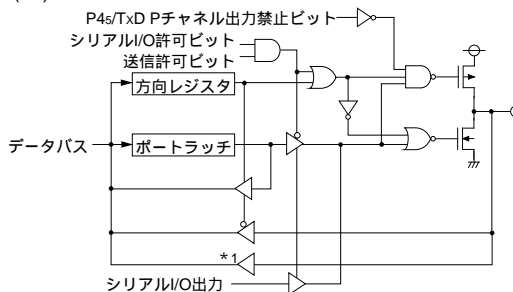 P45/TxD Pチャネル出力禁止ビット
シリアルI/O許可ビット
送信許可ビット
方向レジスタ
データバス
ポートラッチ
*1
シリアルI/O出力